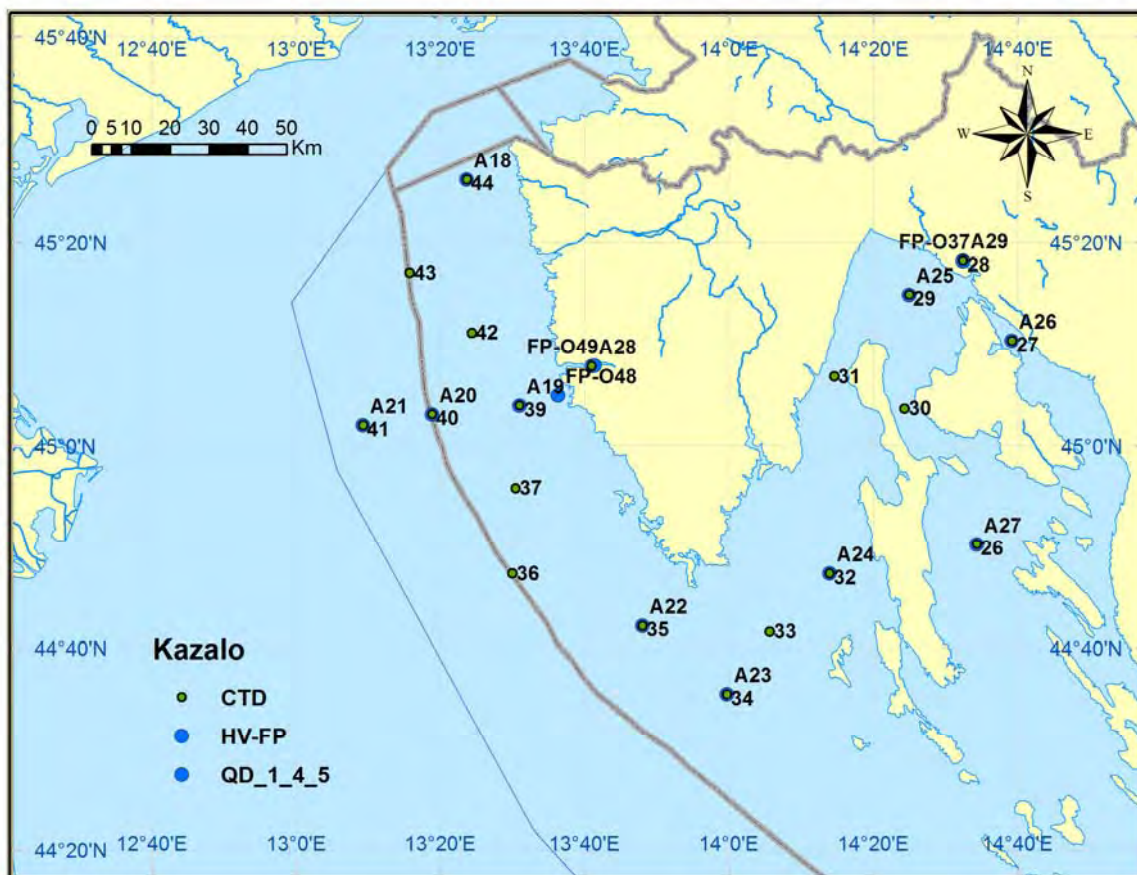 45°40'N
12°40'E
13°0'E
13°20'E
13°40'E
14°0'E
14°20'E
14°40'E
45°40'N
N
W
E
S
0 5 10 20 30 40 50
Km
A18
44
45°20'N
45°20'N
FP-O37A29
28
A25
29
43
A26
27
42
FP-O49A28
FP-O48
31
A19
39
30
A20
40
A21
41
45°0'N
45°0'N
37
A27
26
36
A24
32
A22
35
33
44°40'N
44°40'N
Kazalo
A23
34
CTD
HV-FP
QD_1_4_5
44°20'N
12°40'E
13°0'E
13°20'E
13°40'E
14°0'E
14°20'E
14°40'E
44°20'N